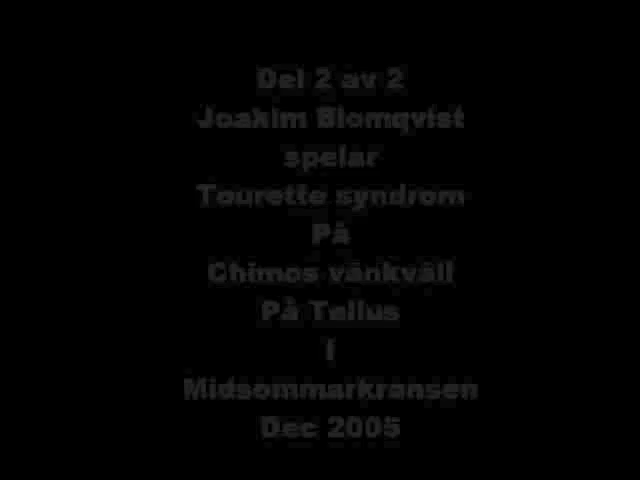 Del 2 av 2
Joakim Blomqvist
spelar
Tourette syndrom
På
Chimos vänkväll
På Tellus
I
Midsommarkransen
Dec 2005